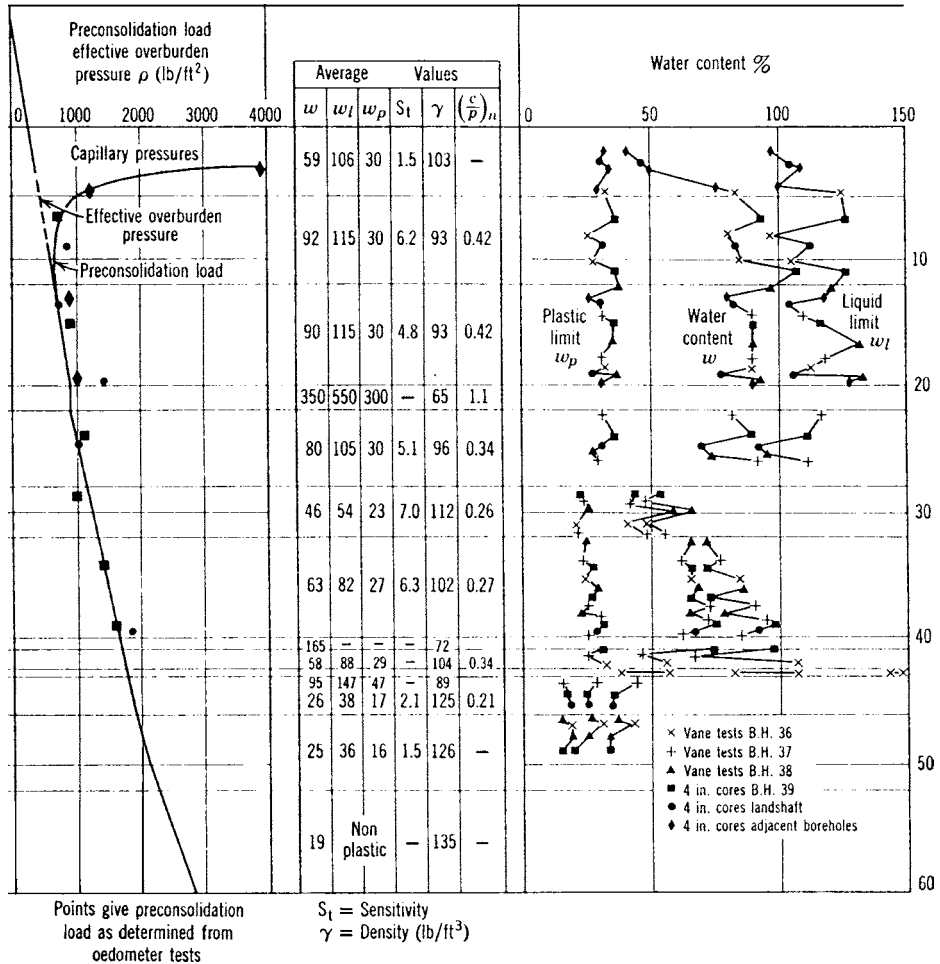 Preconsolidation load
effective overburden
pressure ρ (lb/ft²)
0 1000 2000 3000 4000
Capillary pressures
Effective overburden
pressure
Preconsolidation load
Points give preconsolidation
load as determined from
oedometer tests
Average Values
w w_l w_p S_t γ (c/p)_n
59 106 30 1.5 103 —
92 115 30 6.2 93 0.42
90 115 30 4.8 93 0.42
350 550 300 — 65 1.1
80 105 30 5.1 96 0.34
46 54 23 7.0 112 0.26
63 82 27 6.3 102 0.27
165 — — — 72
58 88 29 — 104 0.34
95 147 47 — 89
26 38 17 2.1 125 0.21
25 36 16 1.5 126 —
19 Non plastic — 135 —
S_t = Sensitivity
γ = Density (lb/ft³)
Water content %
0 50 100 150
Plastic
limit
w_p
Water
content
w
Liquid
limit
w_l
10
20
30
40
50
60
× Vane tests B.H. 36
+ Vane tests B.H. 37
▲ Vane tests B.H. 38
■ 4 in. cores B.H. 39
● 4 in. cores landshaft
♦ 4 in. cores adjacent boreholes